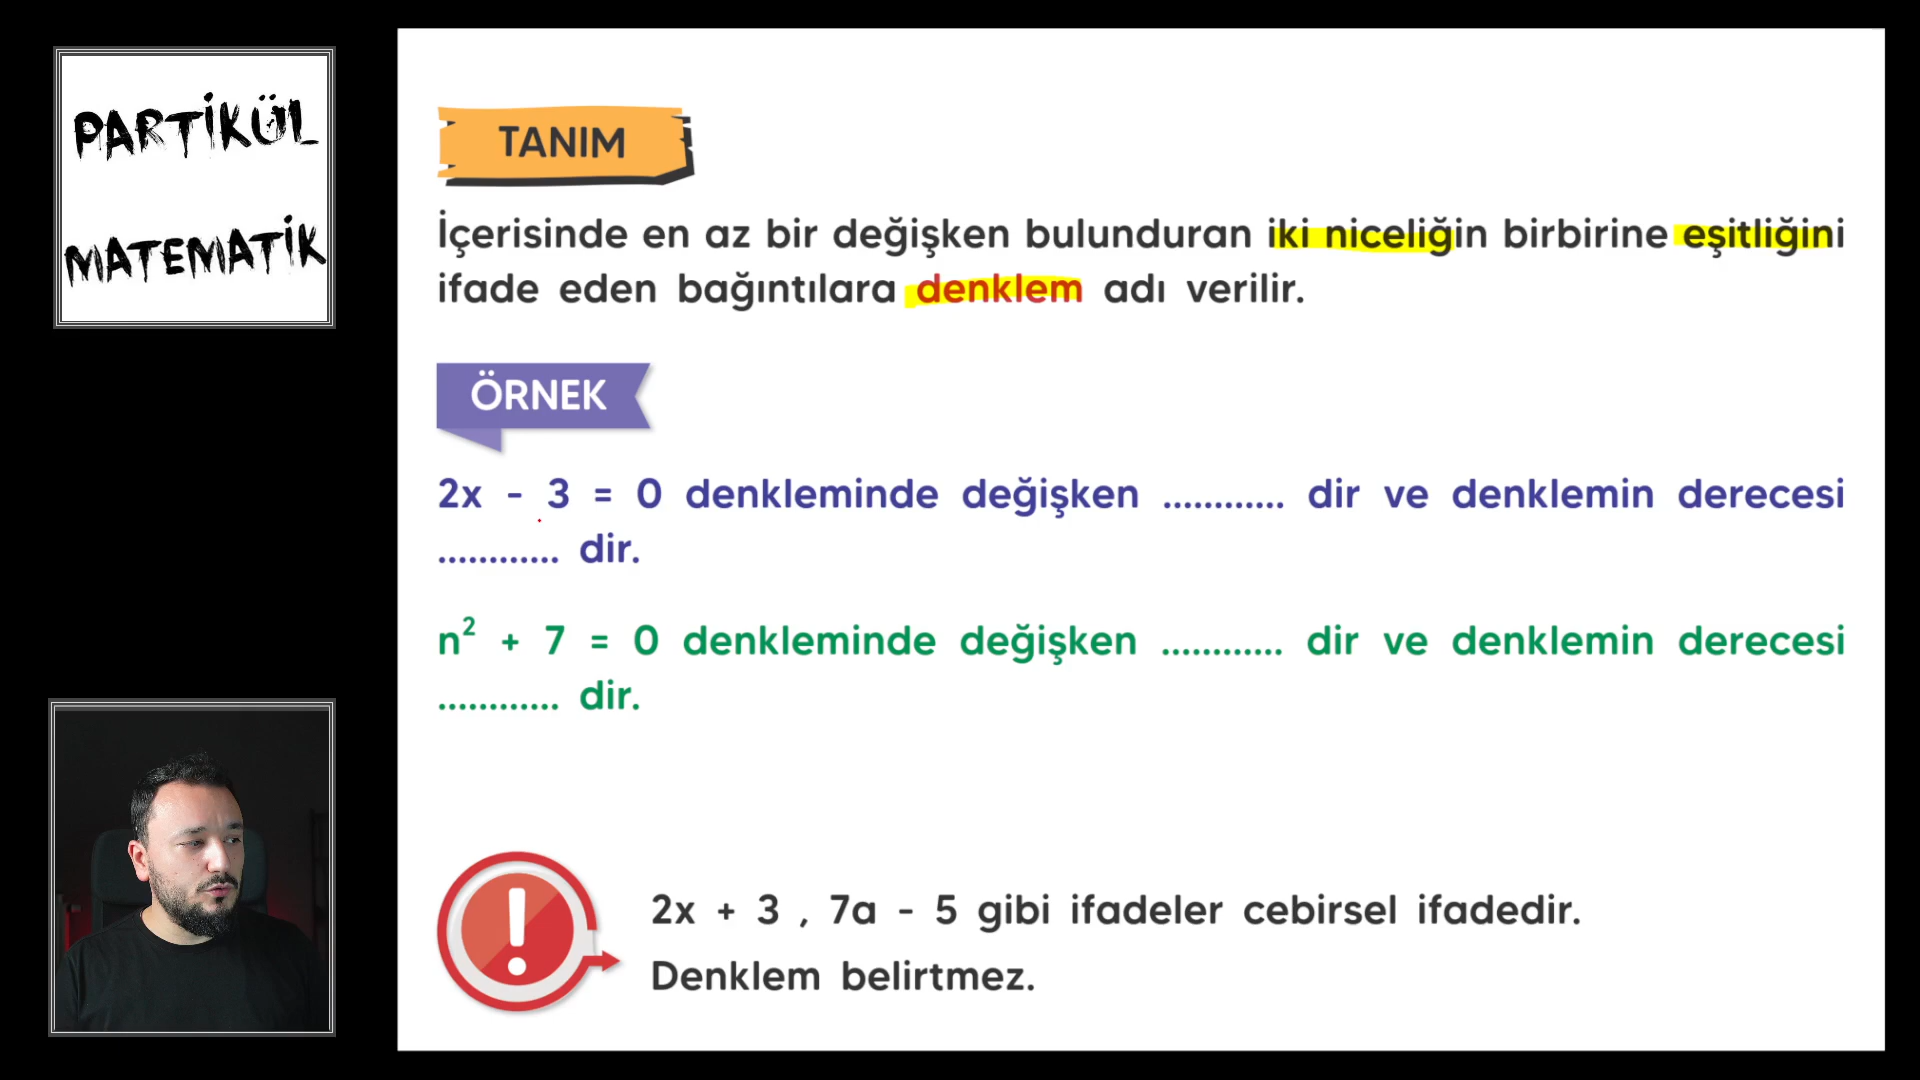 PARTİKÜL
MATEMATİK
TANIM
İçerisinde en az bir değişken bulunduran iki niceliğin birbirine eşitliğini
ifade eden bağıntılara denklem adı verilir.
ÖRNEK
2x - 3 = 0 denkleminde değişken ............ dir ve denklemin derecesi
............ dir.
n² + 7 = 0 denkleminde değişken ............ dir ve denklemin derecesi
............ dir.
2x + 3 , 7a - 5 gibi ifadeler cebirsel ifadedir.
Denklem belirtmez.